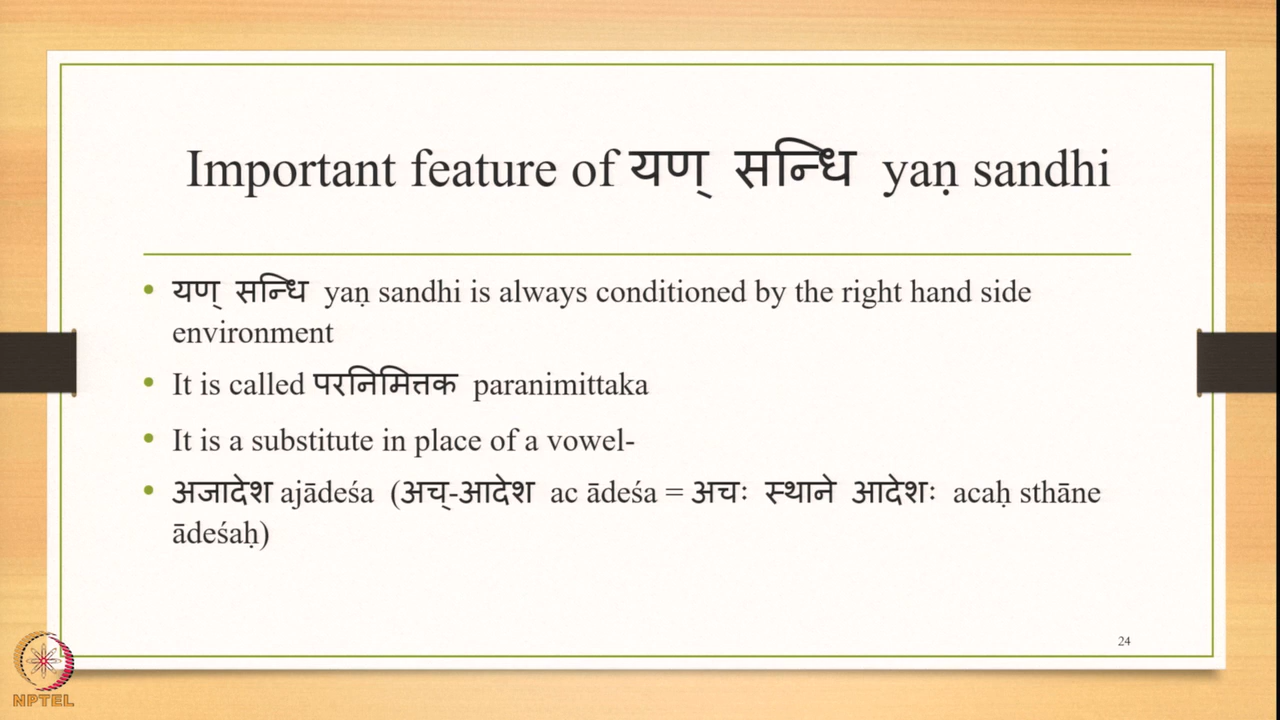 Important feature of यण् सन्धि yaṇ sandhi
• यण् सन्धि yaṇ sandhi is always conditioned by the right hand side
environment
• It is called परनिमित्तक paranimittaka
• It is a substitute in place of a vowel-
• अजादेश ajādeśa (अच्-आदेश ac ādeśa = अचः स्थाने आदेशः acaḥ sthāne
ādeśaḥ)
24
NPTEL